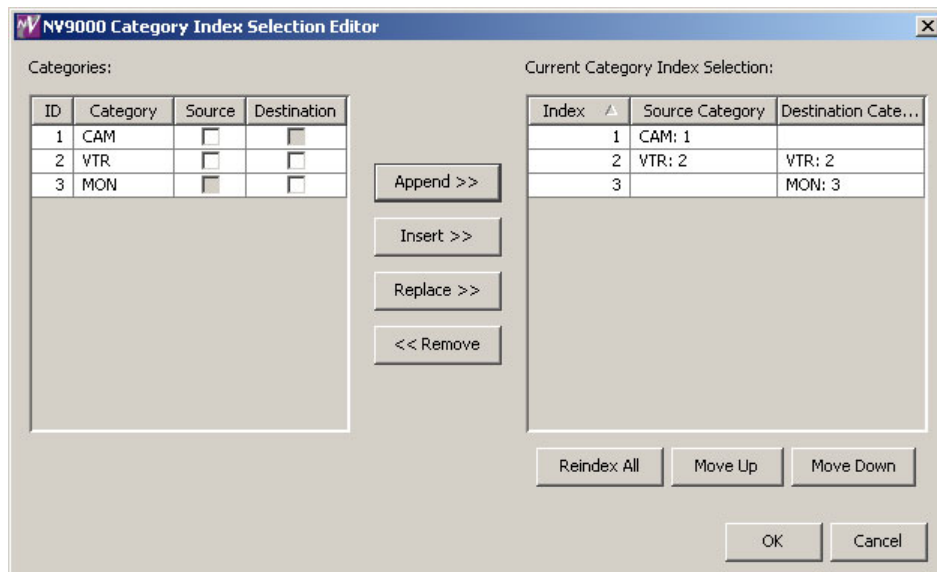 NV9000 Category Index Selection Editor
Categories:
Current Category Index Selection:
ID Category Source Destination
1 CAM
2 VTR
3 MON
Append >>
Insert >>
Replace >>
<< Remove
Index Source Category Destination Cate...
1 CAM: 1
2 VTR: 2 VTR: 2
3 MON: 3
Reindex All Move Up Move Down
OK Cancel